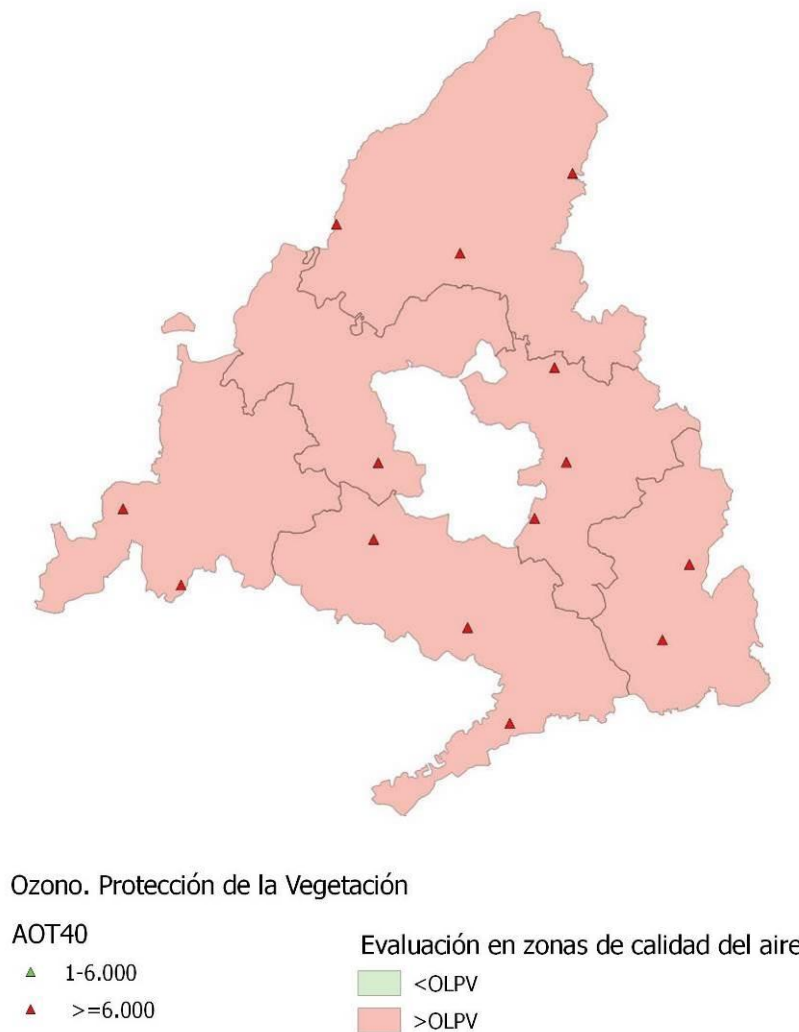 Ozono. Protección de la Vegetación
AOT40
1-6.000
>=6.000
Evaluación en zonas de calidad del aire
<OLPV
>OLPV